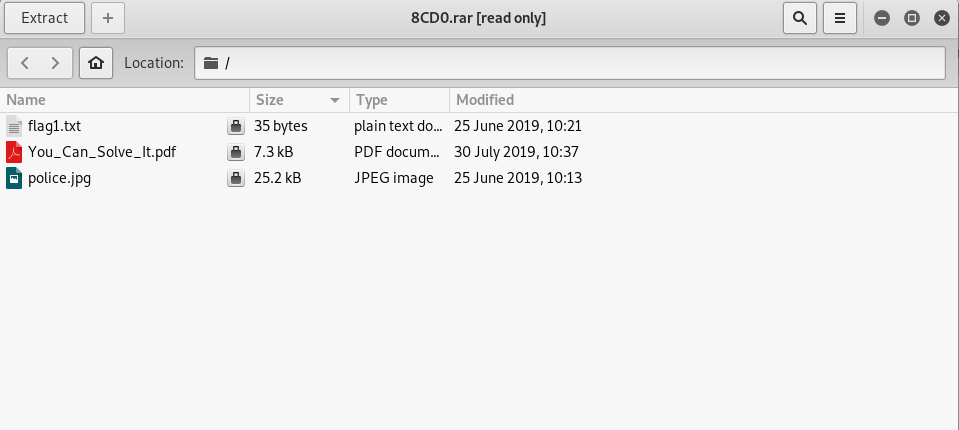 Extract 8CD0.rar [read only]
Location: /
Name Size Type Modified
flag1.txt 35 bytes plain text do... 25 June 2019, 10:21
You_Can_Solve_It.pdf 7.3 kB PDF docum... 30 July 2019, 10:37
police.jpg 25.2 kB JPEG image 25 June 2019, 10:13